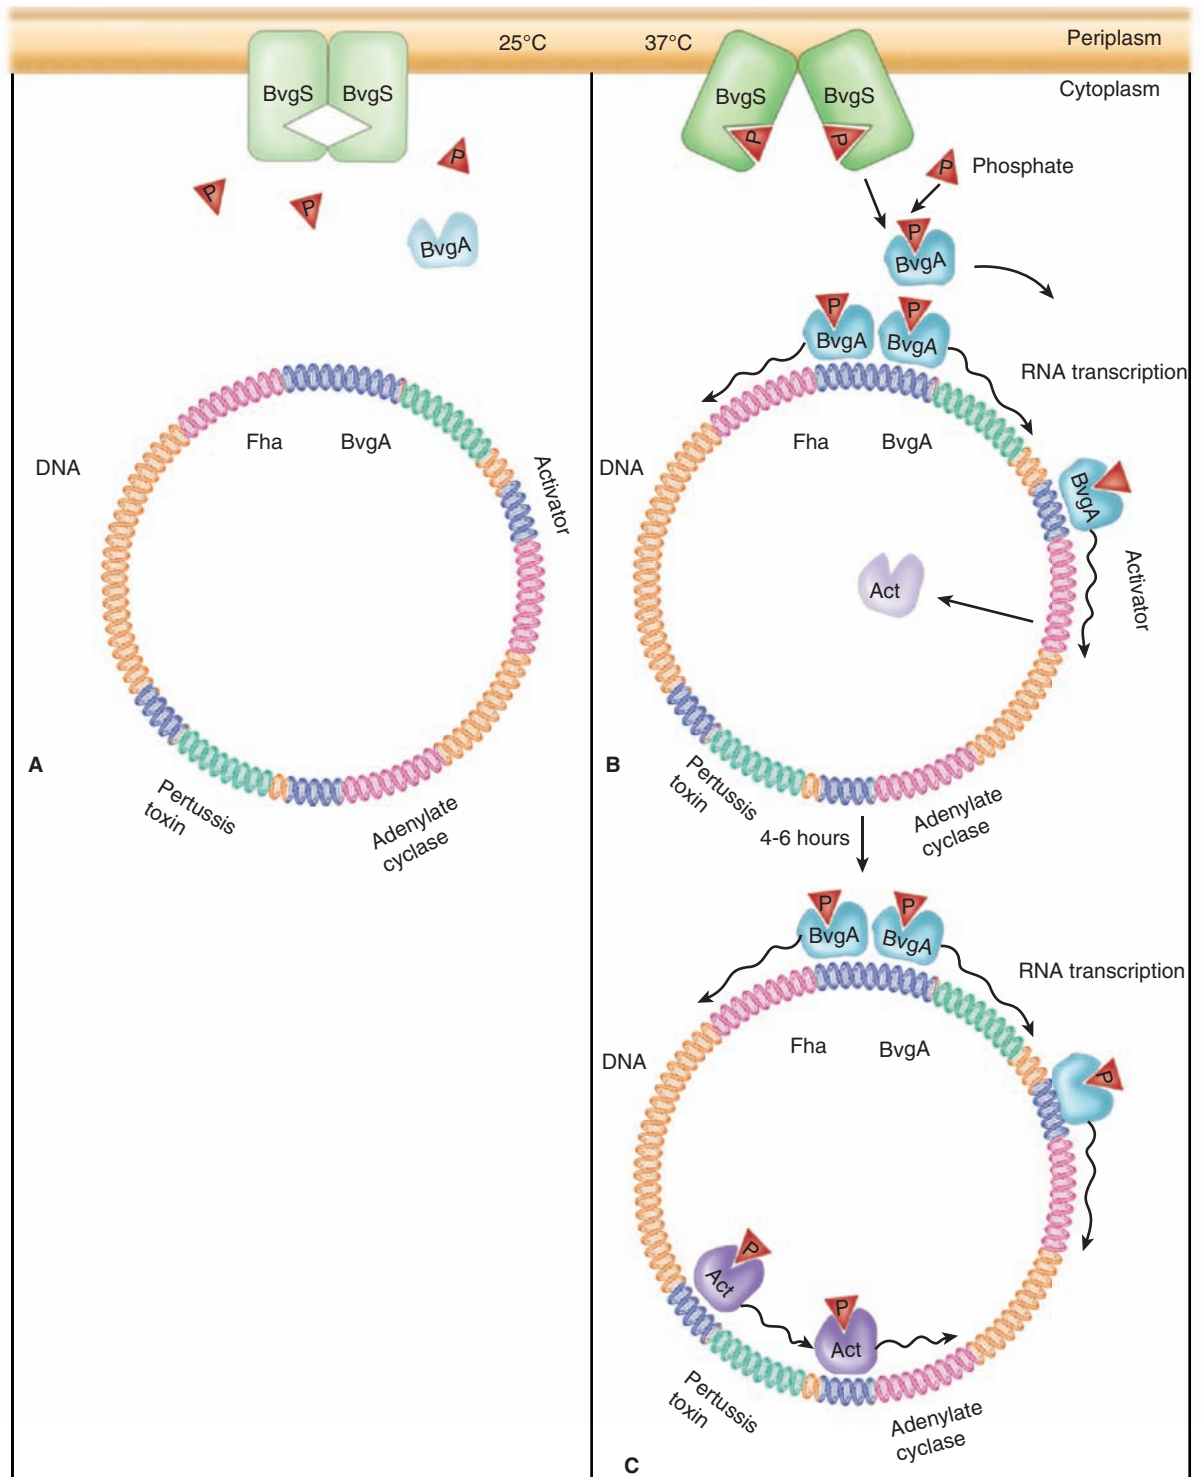 25°C
37°C
Periplasm
BvgS
BvgS
P
P
P
BvgA
DNA
Fha
BvgA
Activator
Pertussis
toxin
Adenylate
cyclase
A
Cytoplasm
BvgS
BvgS
P
P
P
Phosphate
P
BvgA
P
BvgA
P
BvgA
RNA transcription
DNA
Fha
BvgA
BvgA
Activator
Act
Pertussis
toxin
Adenylate
cyclase
B
4-6 hours
P
BvgA
P
BvgA
RNA transcription
DNA
Fha
BvgA
P
P
Act
P
Act
Pertussis
toxin
Adenylate
cyclase
C